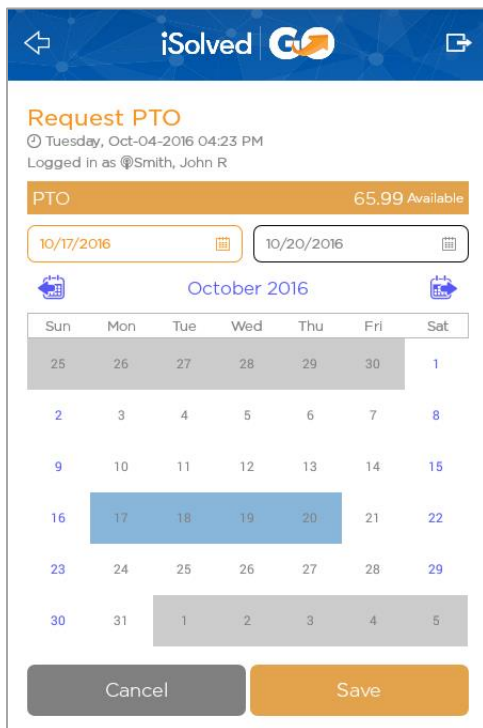 iSolved GO
Request PTO
Tuesday, Oct-04-2016 04:23 PM
Logged in as Smith, John R
PTO 65.99 Available
10/17/2016 10/20/2016
October 2016
Sun Mon Tue Wed Thu Fri Sat
25 26 27 28 29 30 1
2 3 4 5 6 7 8
9 10 11 12 13 14 15
16 17 18 19 20 21 22
23 24 25 26 27 28 29
30 31 1 2 3 4 5
Cancel Save